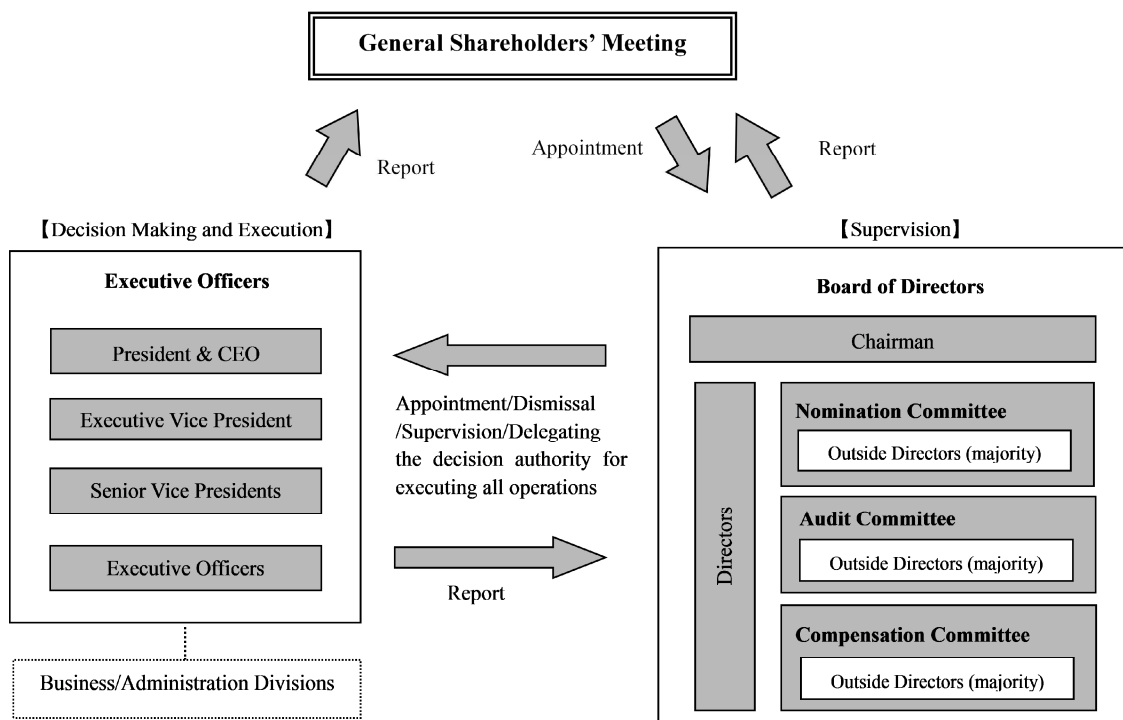 General Shareholders’ Meeting
Report
Appointment
Report
【Decision Making and Execution】
Executive Officers
President & CEO
Executive Vice President
Senior Vice Presidents
Executive Officers
Business/Administration Divisions
Appointment/Dismissal
/Supervision/Delegating
the decision authority for
executing all operations
Report
【Supervision】
Board of Directors
Chairman
Directors
Nomination Committee
Outside Directors (majority)
Audit Committee
Outside Directors (majority)
Compensation Committee
Outside Directors (majority)